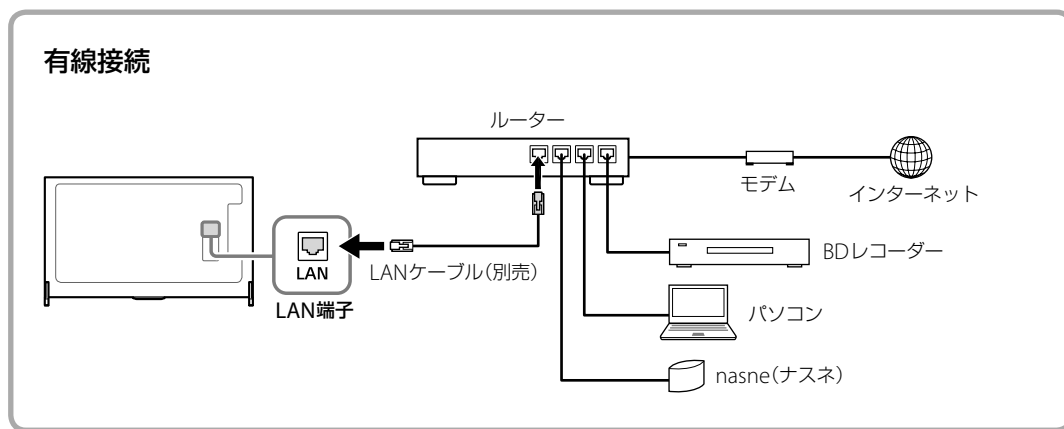 有線接続
ルーター
モデム
インターネット
LAN
LANケーブル(別売)
LAN端子
BDレコーダー
パソコン
nasne(ナスネ)